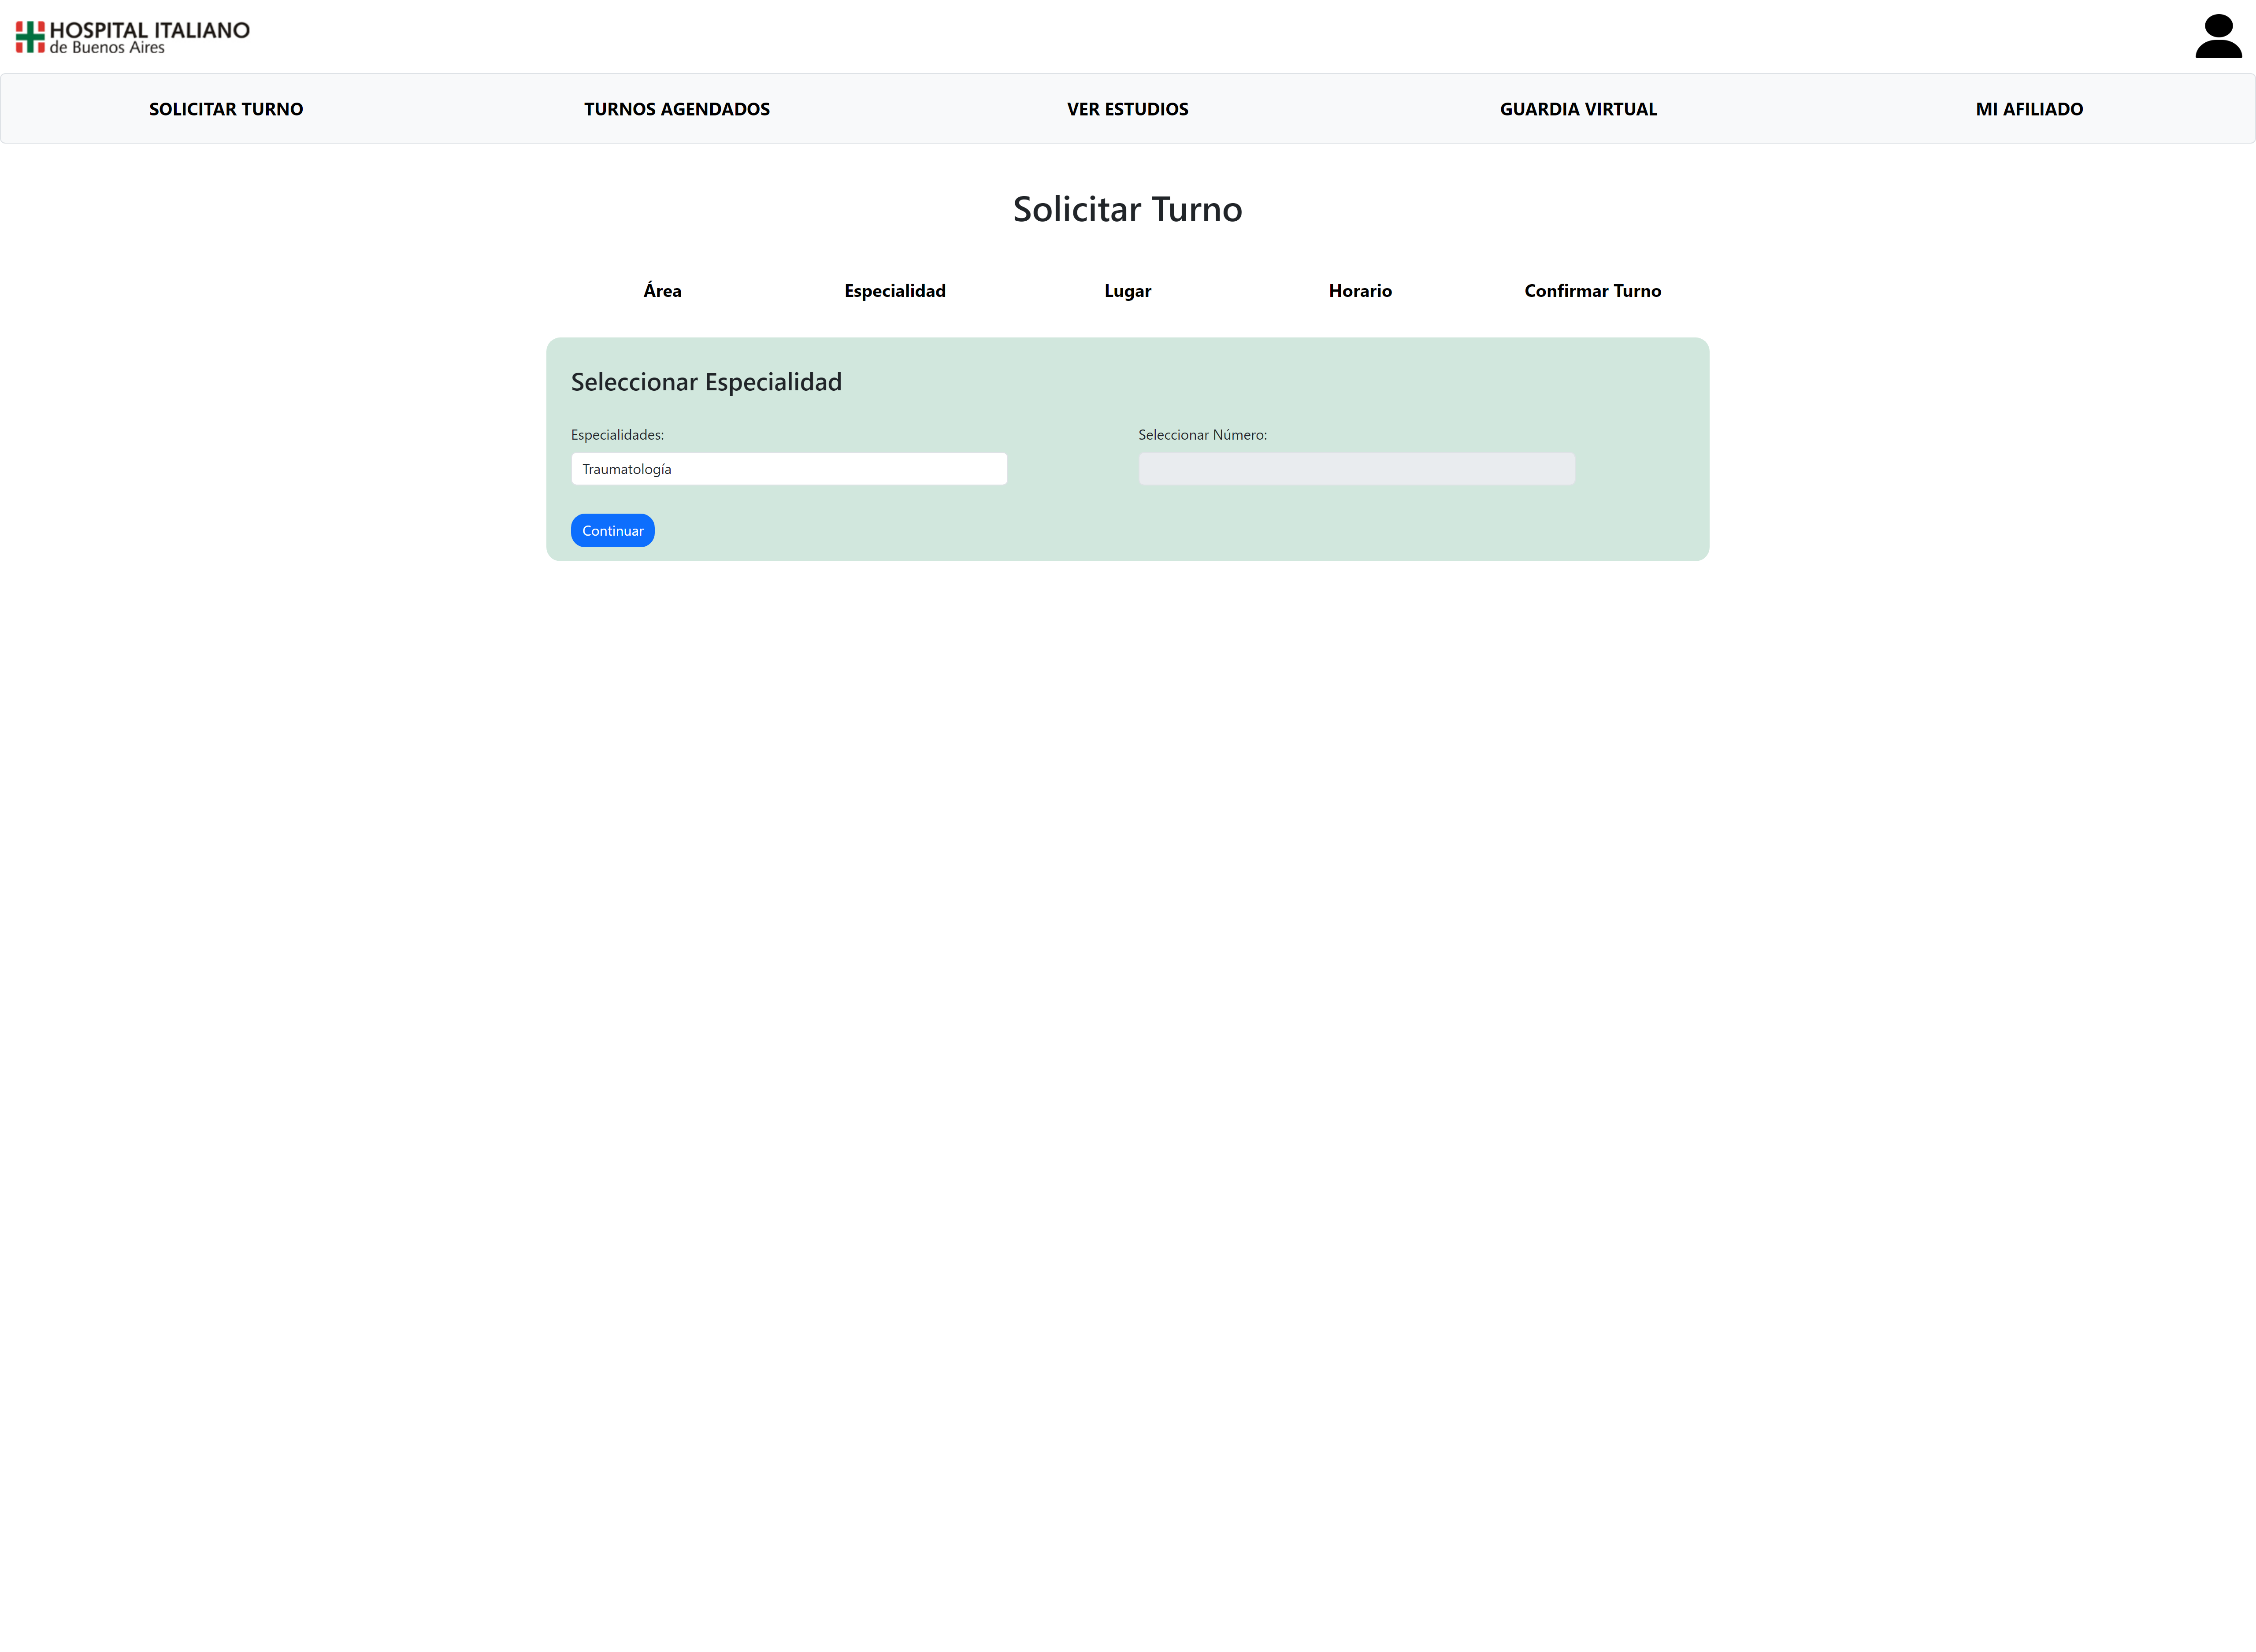 HOSPITAL ITALIANO
de Buenos Aires
SOLICITAR TURNO
TURNOS AGENDADOS
VER ESTUDIOS
GUARDIA VIRTUAL
MI AFILIADO
Solicitar Turno
Área
Especialidad
Lugar
Horario
Confirmar Turno
Seleccionar Especialidad
Especialidades:
Seleccionar Número:
Traumatología
Continuar